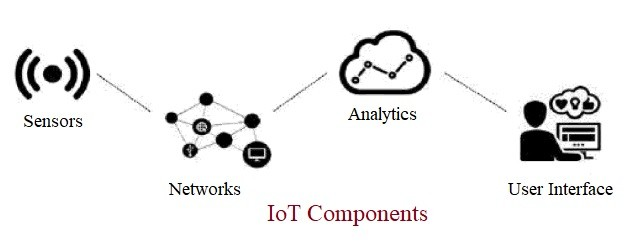 Sensors
Networks
Analytics
User Interface
IoT Components